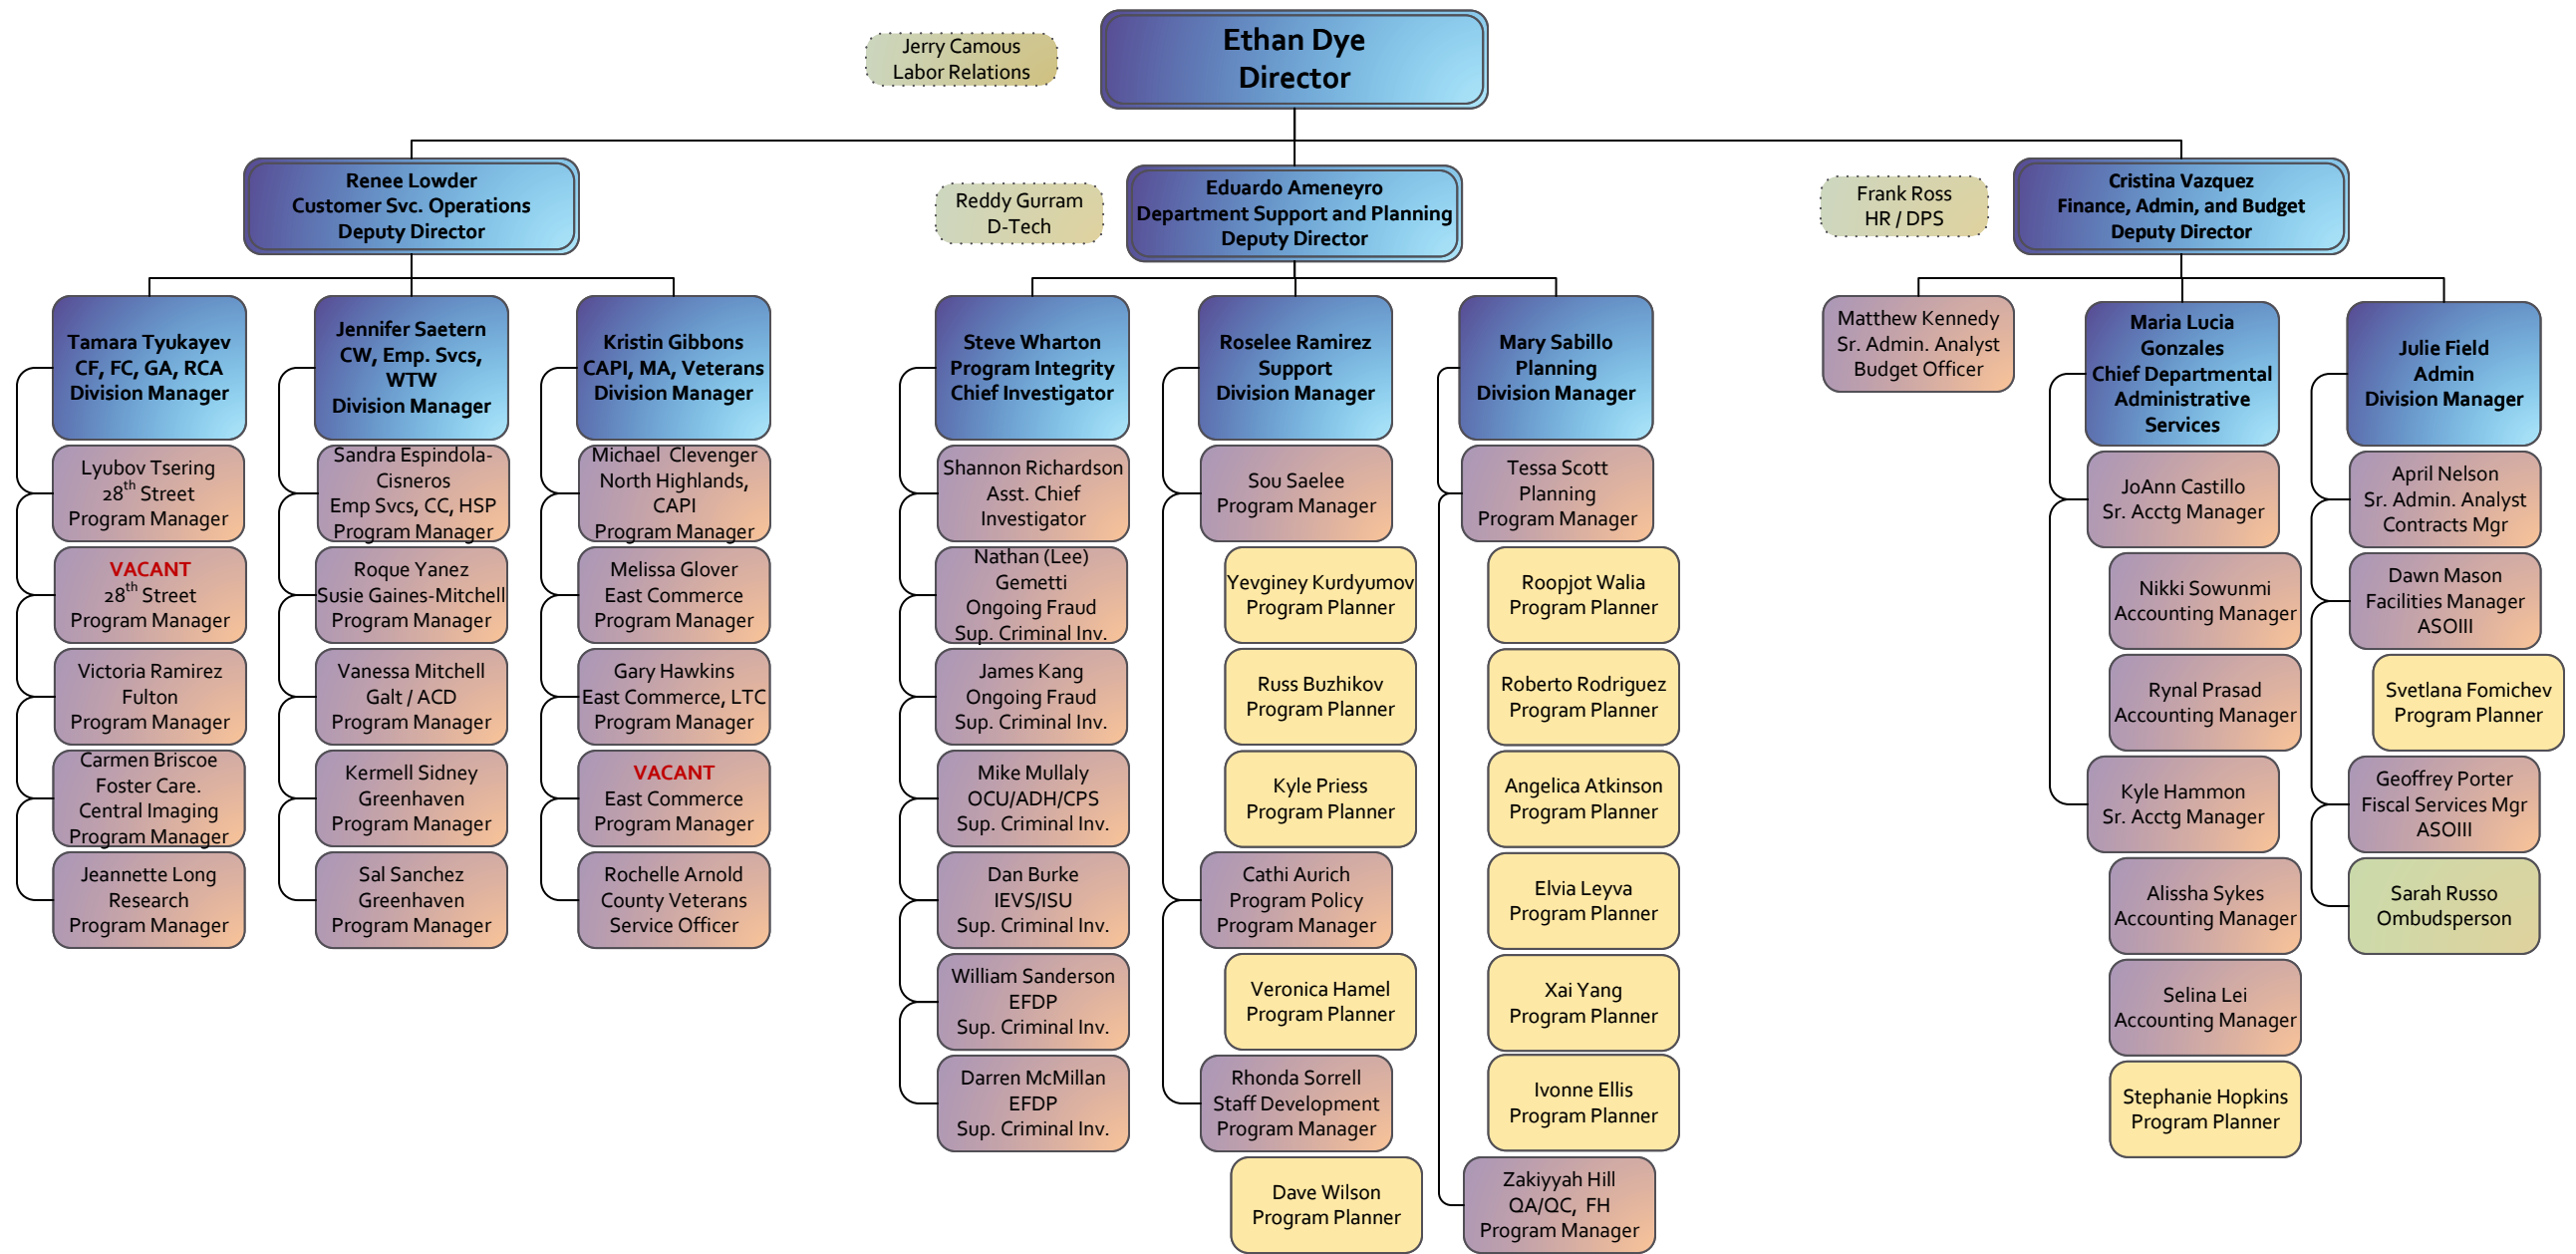 Ethan Dye
Director
Jerry Camous
Labor Relations
Renee Lowder
Customer Svc. Operations
Deputy Director
Reddy Gurram
D-Tech
Eduardo Ameneyro
Department Support and Planning
Deputy Director
Frank Ross
HR / DPS
Cristina Vazquez
Finance, Admin, and Budget
Deputy Director
Tamara Tyukayev
CF, FC, GA, RCA
Division Manager
Lyubov Tsering
28th Street
Program Manager
VACANT
28th Street
Program Manager
Victoria Ramirez
Fulton
Program Manager
Carmen Briscoe
Foster Care.
Central Imaging
Program Manager
Jeannette Long
Research
Program Manager
Jennifer Saetern
CW, Emp. Svcs,
WTW
Division Manager
Sandra Espindola-
Cisneros
Emp Svcs, CC, HSP
Program Manager
Roque Yanez
Susie Gaines-Mitchell
Program Manager
Vanessa Mitchell
Galt / ACD
Program Manager
Kermell Sidney
Greenhaven
Program Manager
Sal Sanchez
Greenhaven
Program Manager
Kristin Gibbons
CAPI, MA, Veterans
Division Manager
Michael  Clevenger
North Highlands,
CAPI
Program Manager
Melissa Glover
East Commerce
Program Manager
Gary Hawkins
East Commerce, LTC
Program Manager
VACANT
East Commerce
Program Manager
Rochelle Arnold
County Veterans
Service Officer
Steve Wharton
Program Integrity
Chief Investigator
Shannon Richardson
Asst. Chief
Investigator
Nathan (Lee)
Gemetti
Ongoing Fraud
Sup. Criminal Inv.
James Kang
Ongoing Fraud
Sup. Criminal Inv.
Mike Mullaly
OCU/ADH/CPS
Sup. Criminal Inv.
Dan Burke
IEVS/ISU
Sup. Criminal Inv.
William Sanderson
EFDP
Sup. Criminal Inv.
Darren McMillan
EFDP
Sup. Criminal Inv.
Roselee Ramirez
Support
Division Manager
Sou Saelee
Program Manager
Yevginey Kurdyumov
Program Planner
Russ Buzhikov
Program Planner
Kyle Priess
Program Planner
Cathi Aurich
Program Policy
Program Manager
Veronica Hamel
Program Planner
Rhonda Sorrell
Staff Development
Program Manager
Dave Wilson
Program Planner
Mary Sabillo
Planning
Division Manager
Tessa Scott
Planning
Program Manager
Roopjot Walia
Program Planner
Roberto Rodriguez
Program Planner
Angelica Atkinson
Program Planner
Elvia Leyva
Program Planner
Xai Yang
Program Planner
Ivonne Ellis
Program Planner
Zakiyyah Hill
QA/QC,  FH
Program Manager
Matthew Kennedy
Sr. Admin. Analyst
Budget Officer
Maria Lucia
Gonzales
Chief Departmental
Administrative
Services
JoAnn Castillo
Sr. Acctg Manager
Nikki Sowunmi
Accounting Manager
Rynal Prasad
Accounting Manager
Kyle Hammon
Sr. Acctg Manager
Alissha Sykes
Accounting Manager
Selina Lei
Accounting Manager
Stephanie Hopkins
Program Planner
Julie Field
Admin
Division Manager
April Nelson
Sr. Admin. Analyst
Contracts Mgr
Dawn Mason
Facilities Manager
ASOIII
Svetlana Fomichev
Program Planner
Geoffrey Porter
Fiscal Services Mgr
ASOIII
Sarah Russo
Ombudsperson